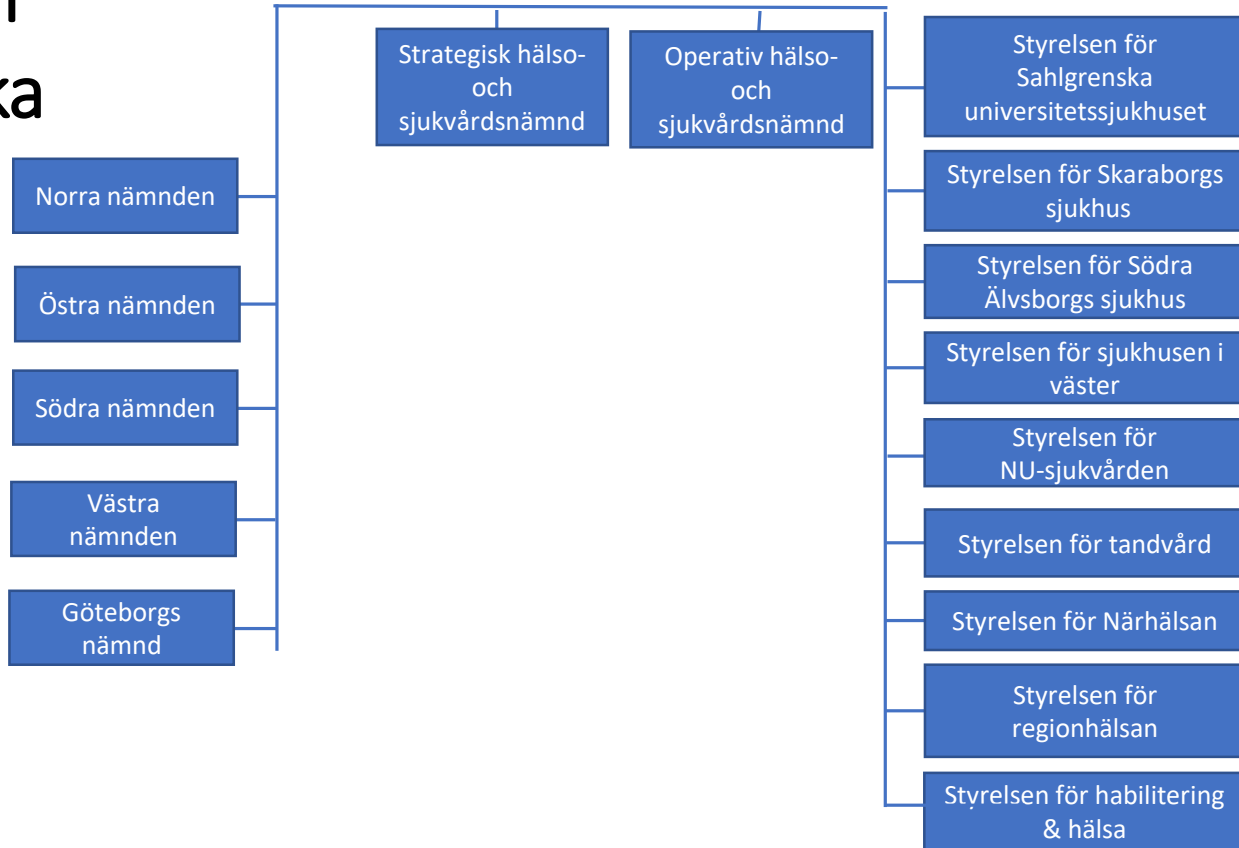 ka
Strategisk hälso-
och
sjukvårdsnämnd
Operativ hälso-
och
sjukvårdsnämnd
Norra nämnden
Östra nämnden
Södra nämnden
Västra
nämnden
Göteborgs
nämnd
Styrelsen för
Sahlgrenska
universitetssjukhuset
Styrelsen för Skaraborgs
sjukhus
Styrelsen för Södra
Älvsborgs sjukhus
Styrelsen för sjukhusen i
väster
Styrelsen för
NU-sjukvården
Styrelsen för tandvård
Styrelsen för Närhälsan
Styrelsen för
regionhälsan
Styrelsen för habilitering
& hälsa